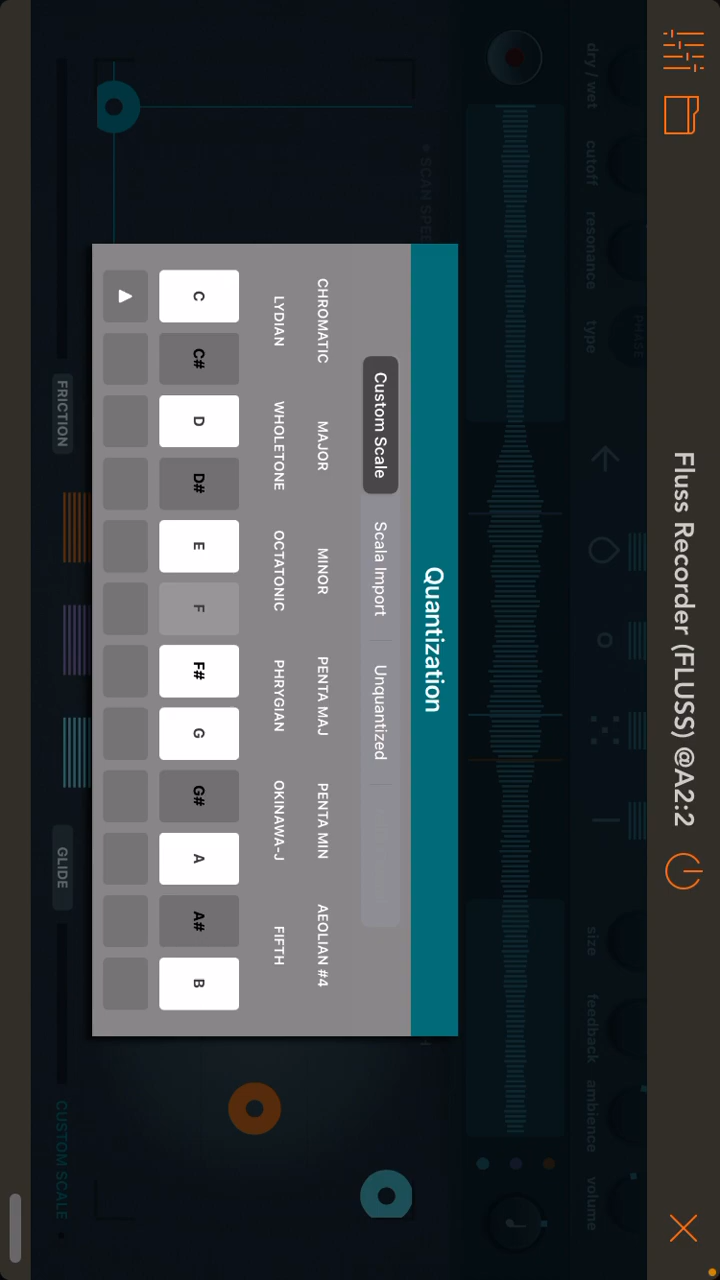 Fluss Recorder (FLUSS) @A2:2
dry / wet
cutoff
resonance
type
PHASE
size
feedback
ambience
volume
Quantization
Custom Scale
Scala Import
Unquantized
CHROMATIC
MAJOR
MINOR
PENTA MAJ
PENTA MIN
AEOLIAN #4
LYDIAN
WHOLETONE
OCTATONIC
PHRYGIAN
OKINAWA-J
FIFTH
C
C#
D
D#
E
F
F#
G
G#
A
A#
B
FRICTION
GLIDE
CUSTOM SCALE